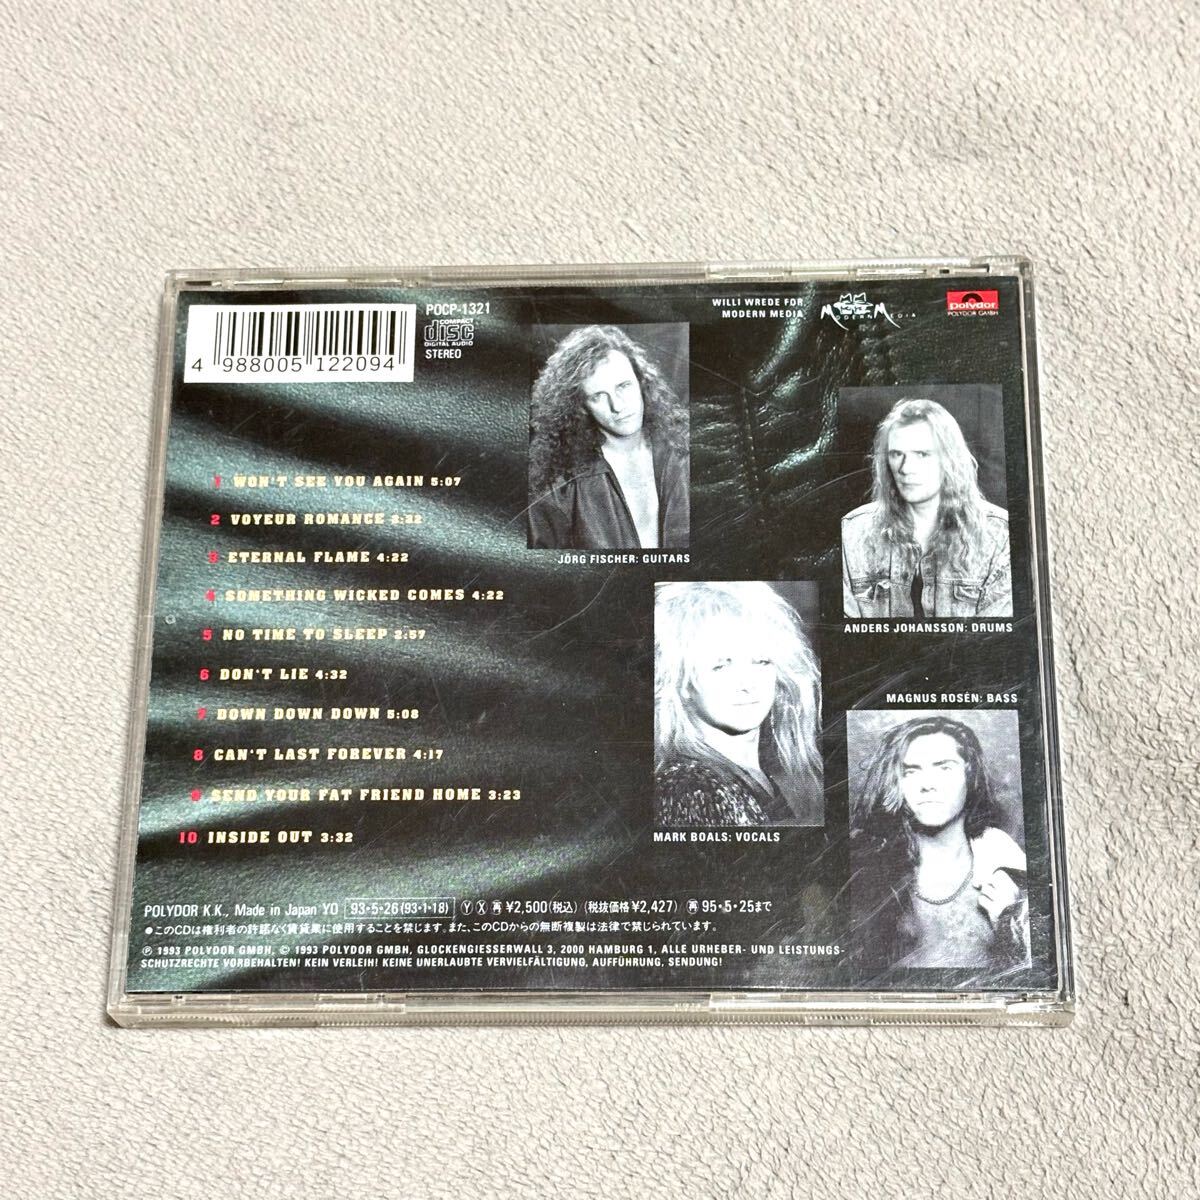 4 988005 122094
POCP-1321
COMPACT
disc
DIGITAL AUDIO
STEREO
WILLI WREDE FOR
MODERN MEDIA
MODERN MEDIA
Polydor
POLYDOR GMBH
1 WON'T SEE YOU AGAIN 5:07
2 VOYEUR ROMANCE 3:32
3 ETERNAL FLAME 4:22
4 SOMETHING WICKED COMES 4:22
5 NO TIME TO SLEEP 2:57
6 DON'T LIE 4:32
7 DOWN DOWN DOWN 5:08
8 CAN'T LAST FOREVER 4:17
9 SEND YOUR FAT FRIEND HOME 3:23
10 INSIDE OUT 3:32
JÖRG FISCHER: GUITARS
ANDERS JOHANSSON: DRUMS
MARK BOALS: VOCALS
MAGNUS ROSÉN: BASS
POLYDOR K.K., Made in Japan YO 93·5·26(93·1·18) Ⓨ Ⓧ 再 ¥2,500(税込) (税抜価格¥2,427) 再 95·5·25まで
●このCDは権利者の許諾なく賃貸業に使用することを禁じます。また、このCDからの無断複製は法律で禁じられています。
℗ 1993 POLYDOR GMBH, © 1993 POLYDOR GMBH, GLOCKENGIESSERWALL 3, 2000 HAMBURG 1, ALLE URHEBER- UND LEISTUNGS-
SCHUTZRECHTE VORBEHALTEN! KEIN VERLEIH! KEINE UNERLAUBTE VERVIELFÄLTIGUNG, AUFFÜHRUNG, SENDUNG!